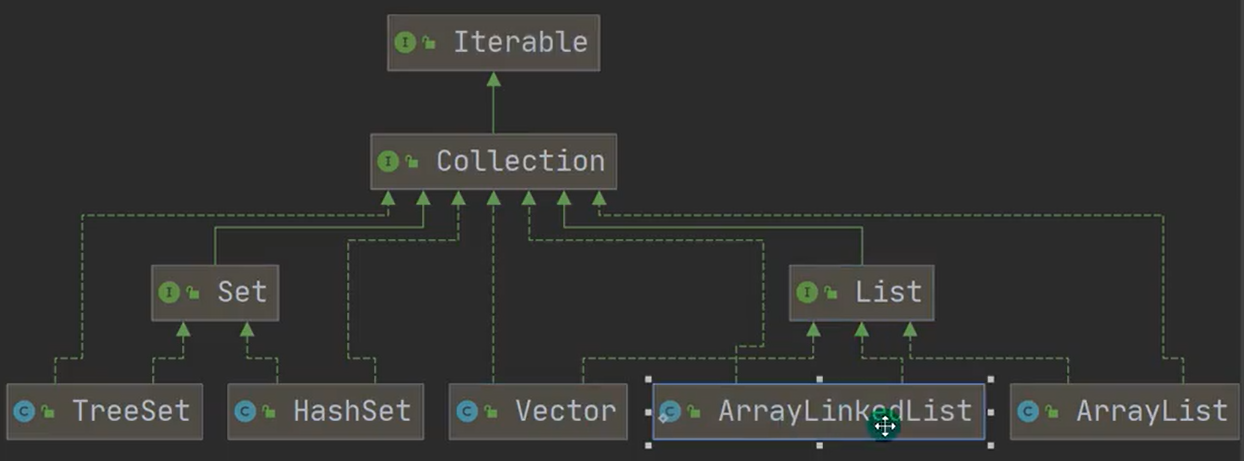 Iterable
Collection
Set
List
TreeSet
HashSet
Vector
ArrayLinkedList
ArrayList